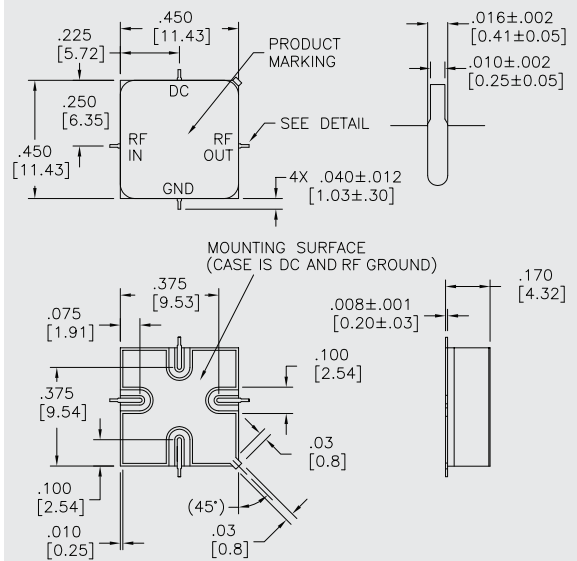 .450
[11.43]
.225
[5.72]
PRODUCT
MARKING
.016±.002
[0.41±0.05]
.010±.002
[0.25±0.05]
DC
.250
[6.35]
RF
IN
RF
OUT
SEE DETAIL
.450
[11.43]
GND
4X .040±.012
[1.03±.30]
MOUNTING SURFACE
(CASE IS DC AND RF GROUND)
.375
[9.53]
.170
[4.32]
.075
[1.91]
.008±.001
[0.20±.03]
.100
[2.54]
.375
[9.54]
.03
[0.8]
.100
[2.54]
(45°)
.010
[0.25]
.03
[0.8]